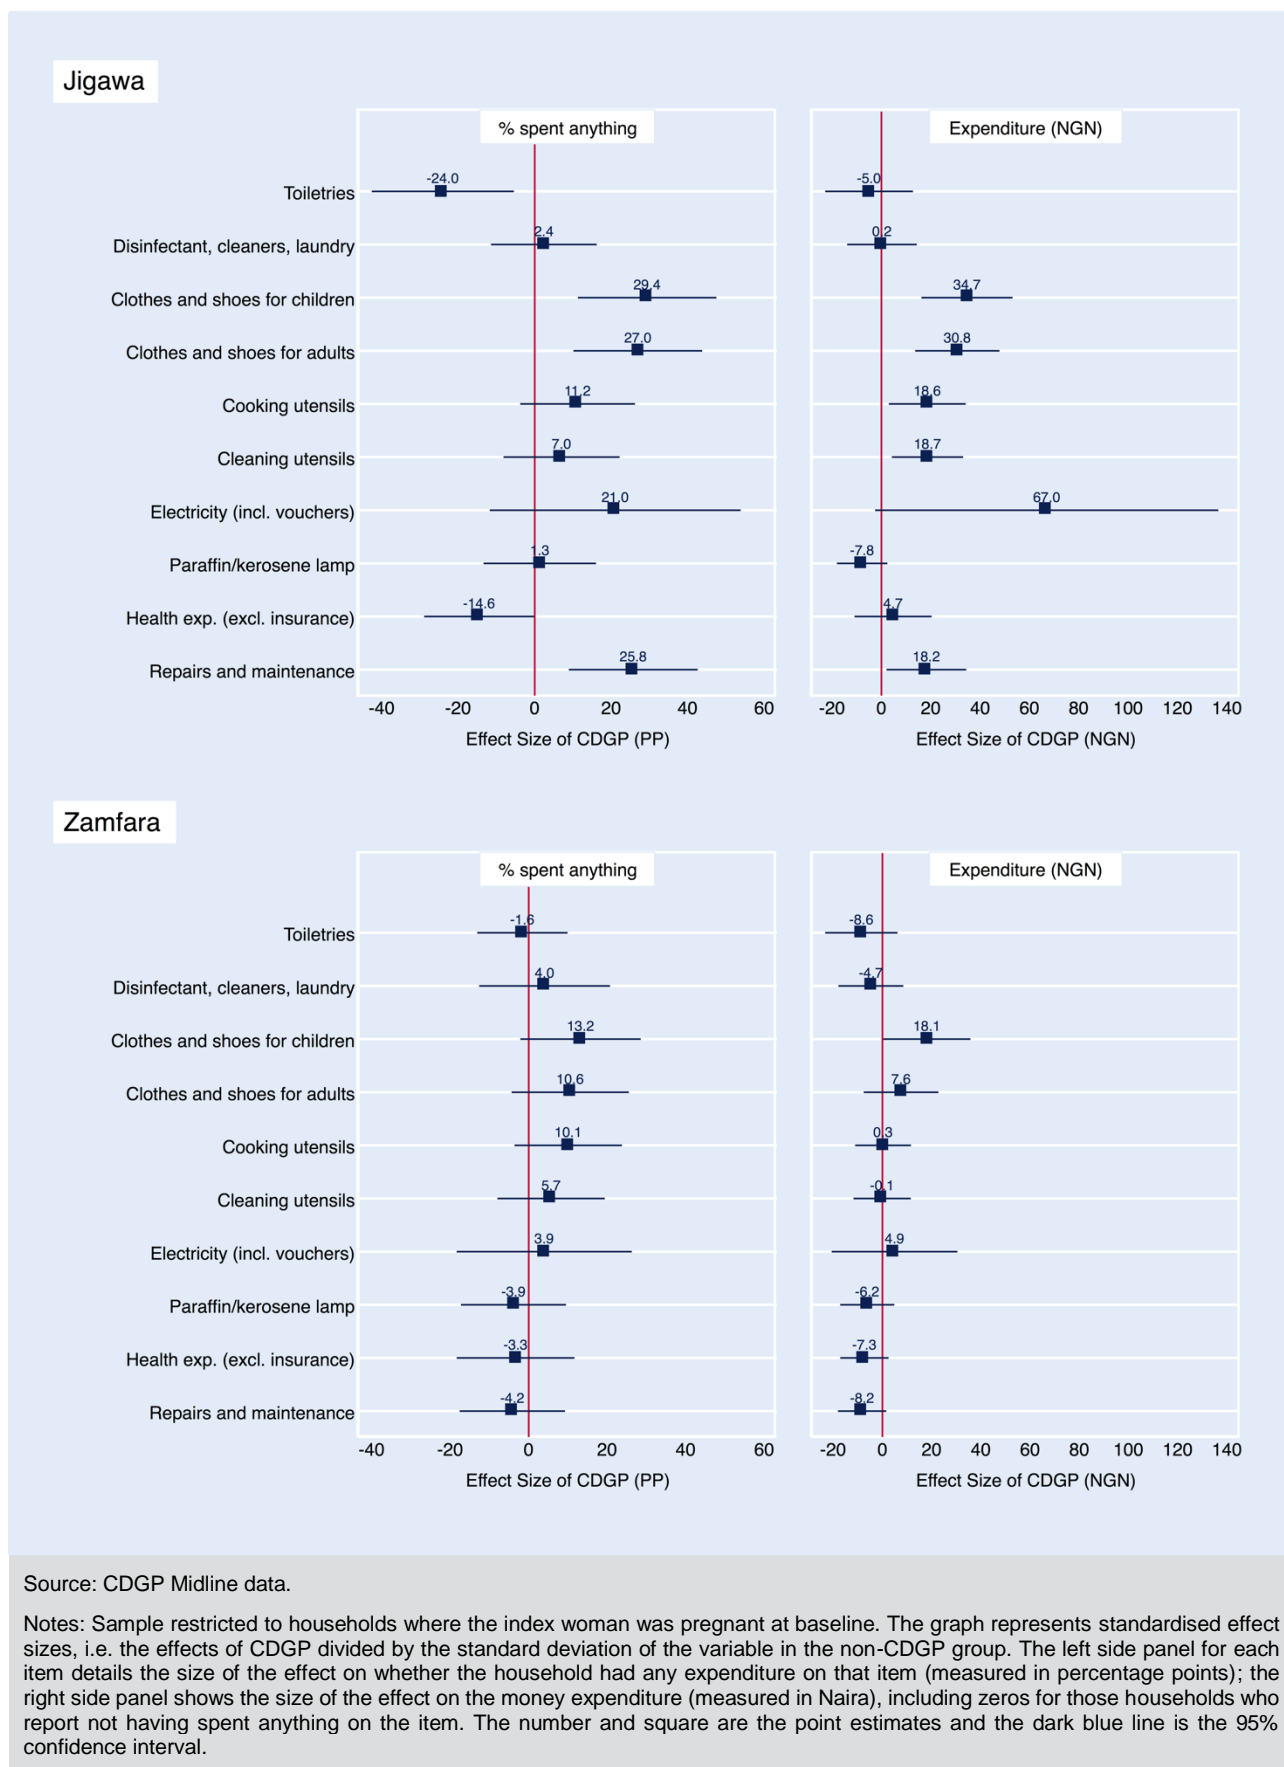 Jigawa
% spent anything
Expenditure (NGN)
Toiletries
-24.0
-5.0
Disinfectant, cleaners, laundry
2.4
0.2
Clothes and shoes for children
29.4
34.7
Clothes and shoes for adults
27.0
30.8
Cooking utensils
11.2
18.6
Cleaning utensils
7.0
18.7
Electricity (incl. vouchers)
21.0
67.0
Paraffin/kerosene lamp
1.3
-7.8
Health exp. (excl. insurance)
-14.6
4.7
Repairs and maintenance
25.8
18.2
-40 -20 0 20 40 60
-20 0 20 40 60 80 100 120 140
Effect Size of CDGP (PP)
Effect Size of CDGP (NGN)
Zamfara
% spent anything
Expenditure (NGN)
Toiletries
-1.6
-8.6
Disinfectant, cleaners, laundry
4.0
-4.7
Clothes and shoes for children
13.2
18.1
Clothes and shoes for adults
10.6
7.6
Cooking utensils
10.1
0.3
Cleaning utensils
5.7
-0.1
Electricity (incl. vouchers)
3.9
4.9
Paraffin/kerosene lamp
-3.9
-6.2
Health exp. (excl. insurance)
-3.3
-7.3
Repairs and maintenance
-4.2
-8.2
-40 -20 0 20 40 60
-20 0 20 40 60 80 100 120 140
Effect Size of CDGP (PP)
Effect Size of CDGP (NGN)
Source: CDGP Midline data.
Notes: Sample restricted to households where the index woman was pregnant at baseline. The graph represents standardised effect
sizes, i.e. the effects of CDGP divided by the standard deviation of the variable in the non-CDGP group. The left side panel for each
item details the size of the effect on whether the household had any expenditure on that item (measured in percentage points); the
right side panel shows the size of the effect on the money expenditure (measured in Naira), including zeros for those households who
report not having spent anything on the item. The number and square are the point estimates and the dark blue line is the 95%
confidence interval.